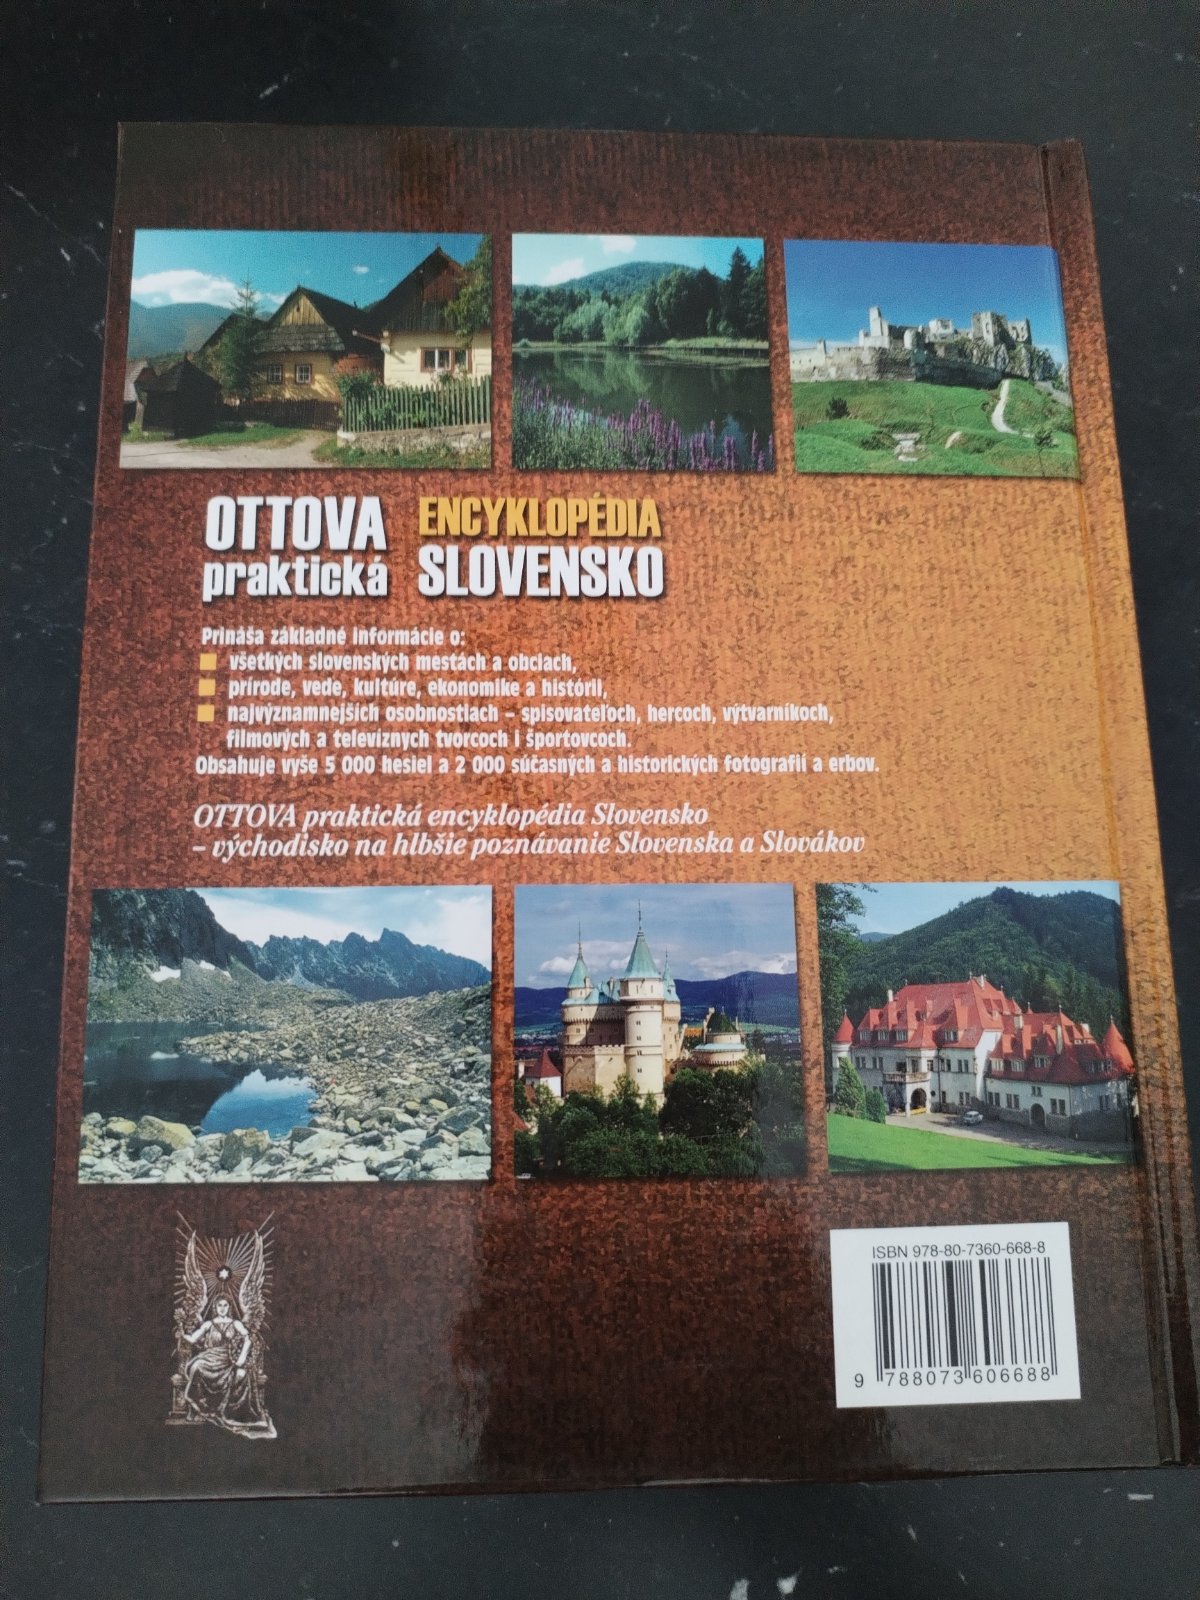 OTTOVA
praktická
ENCYKLOPÉDIA
SLOVENSKO
Prináša základné informácie o:
všetkých slovenských mestách a obciach,
prírode, vede, kultúre, ekonomike a histórii,
najvýznamnejších osobnostiach – spisovateľoch, hercoch, výtvarníkoch,
filmových a televíznych tvorcoch i športovcoch.
Obsahuje vyše 5 000 hesiel a 2 000 súčasných a historických fotografií a erbov.
OTTOVA praktická encyklopédia Slovensko
– východisko na hlbšie poznávanie Slovenska a Slovákov
ISBN 978-80-7360-668-8
9 788073 606688